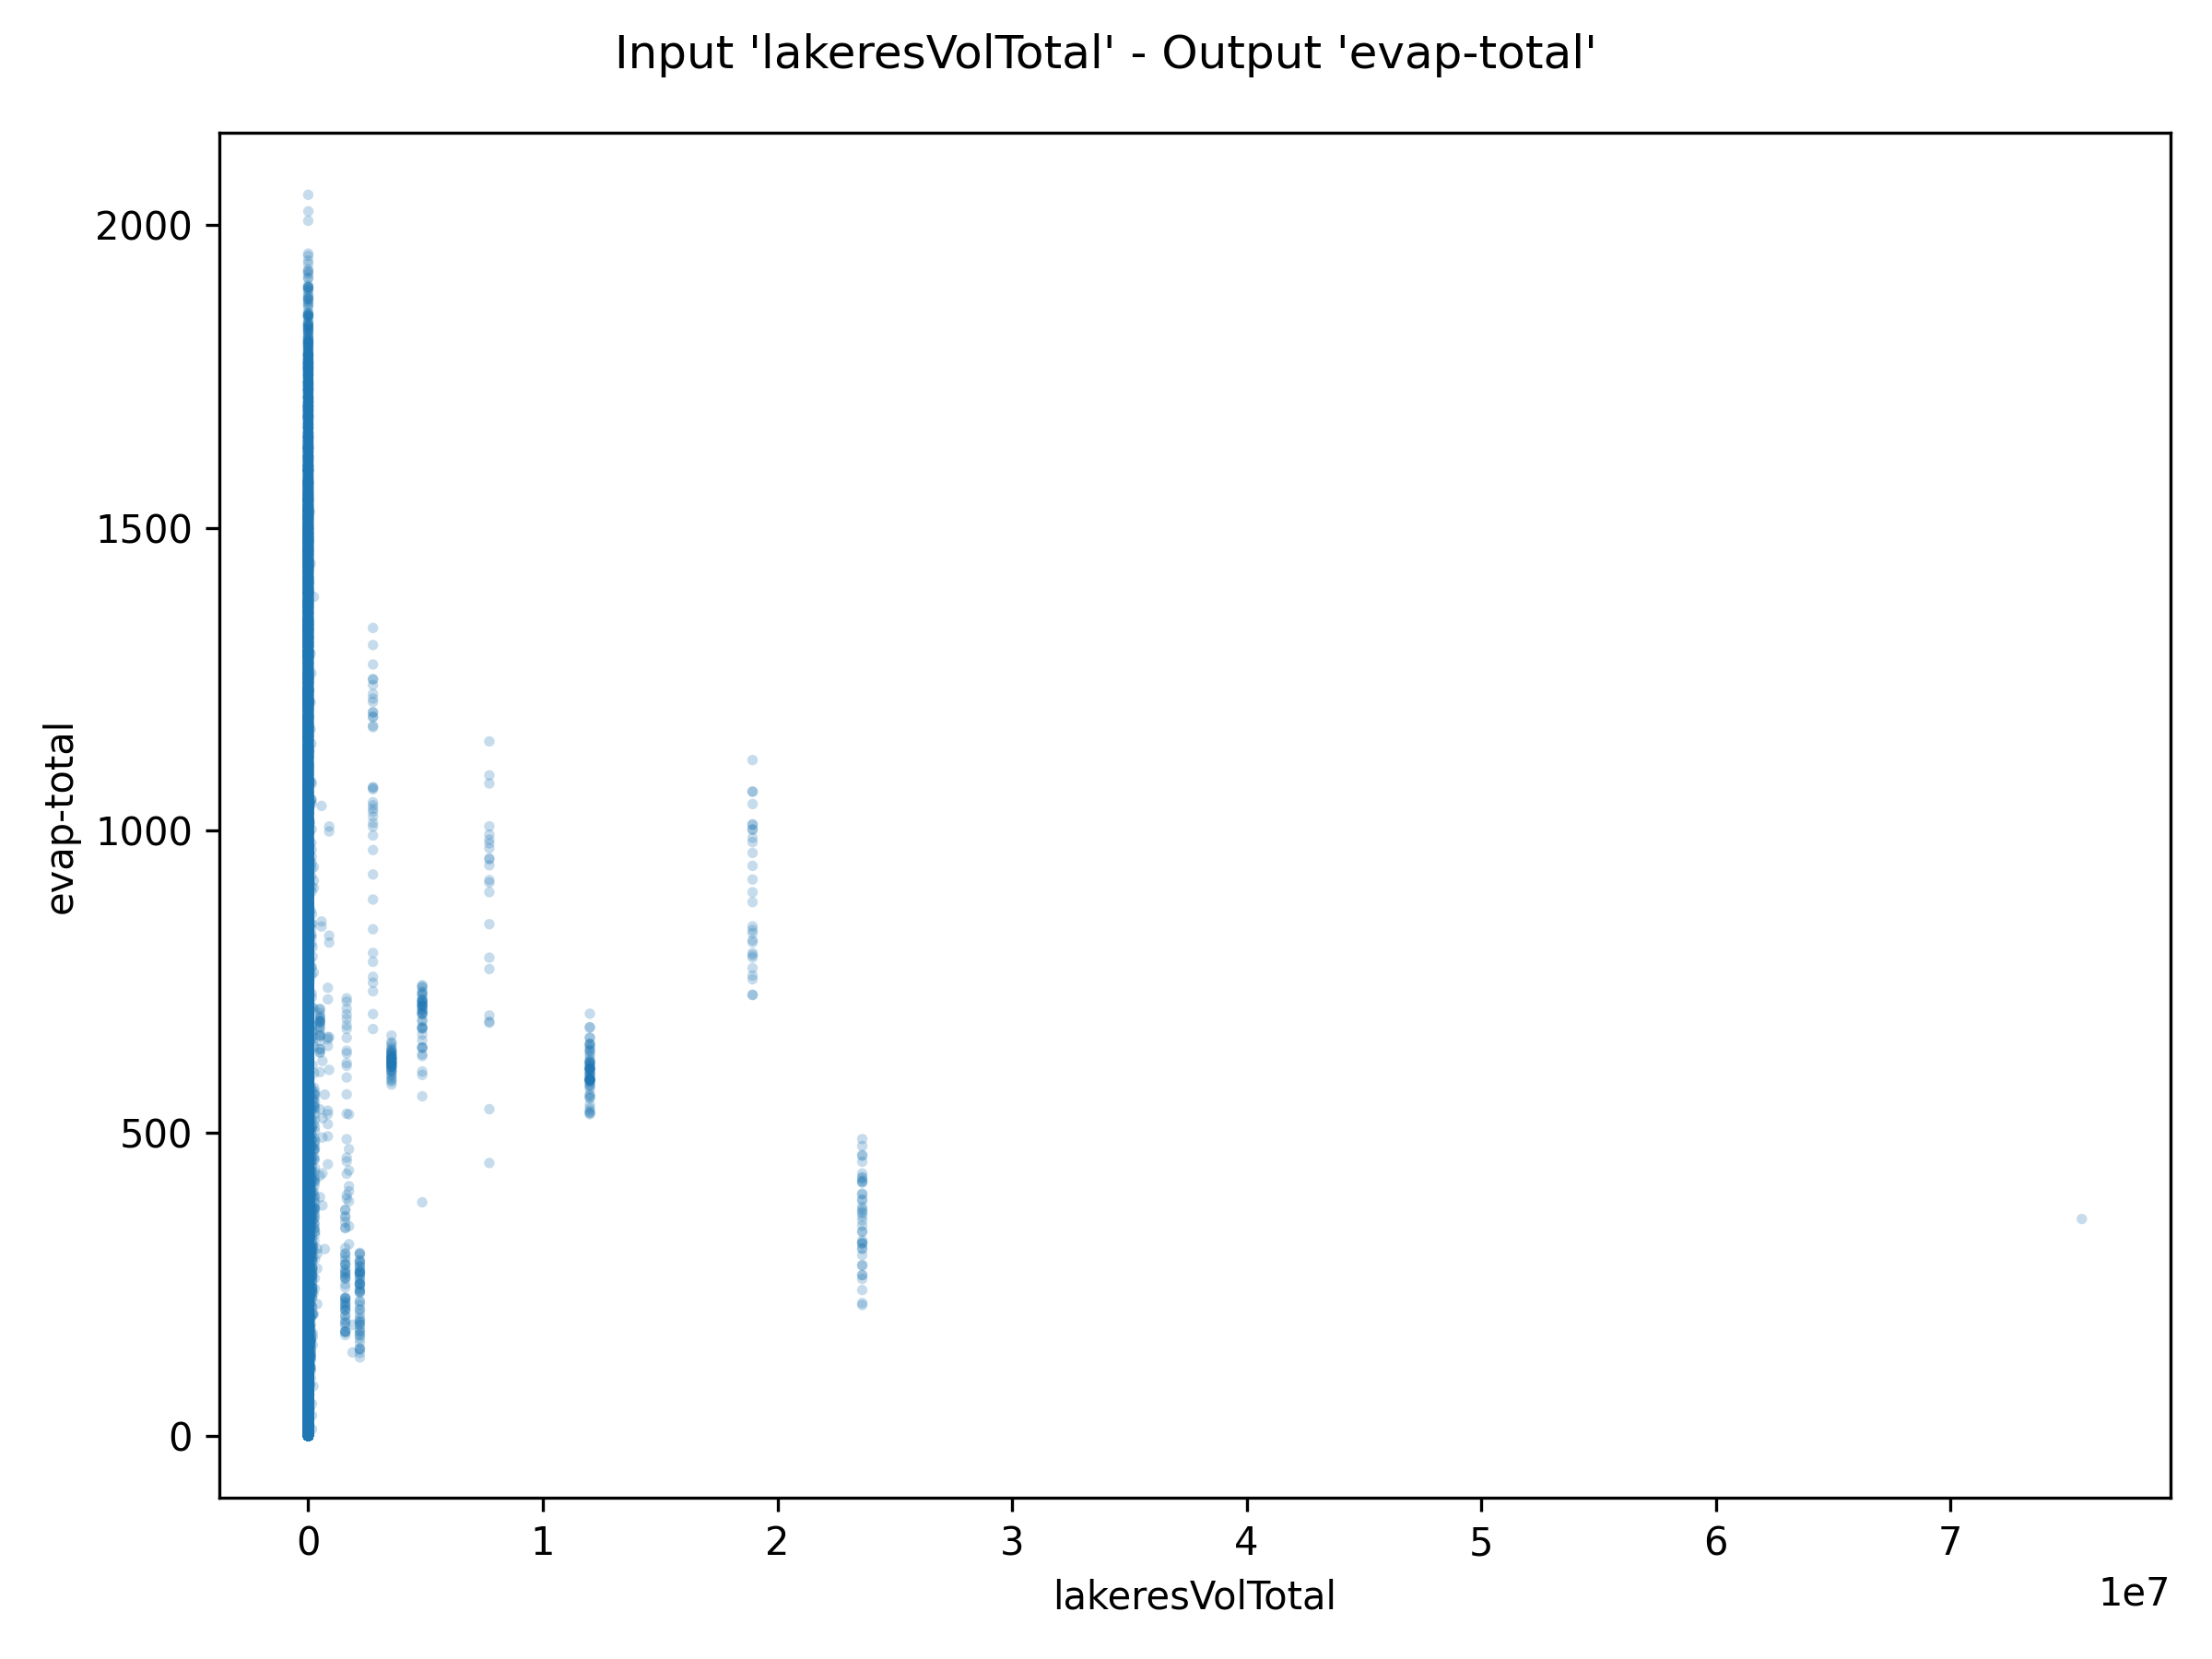 Input 'lakeresVolTotal' - Output 'evap-total'
2000
1500
1000
500
0
evap-total
0 1 2 3 4 5 6 7
1e7
lakeresVolTotal